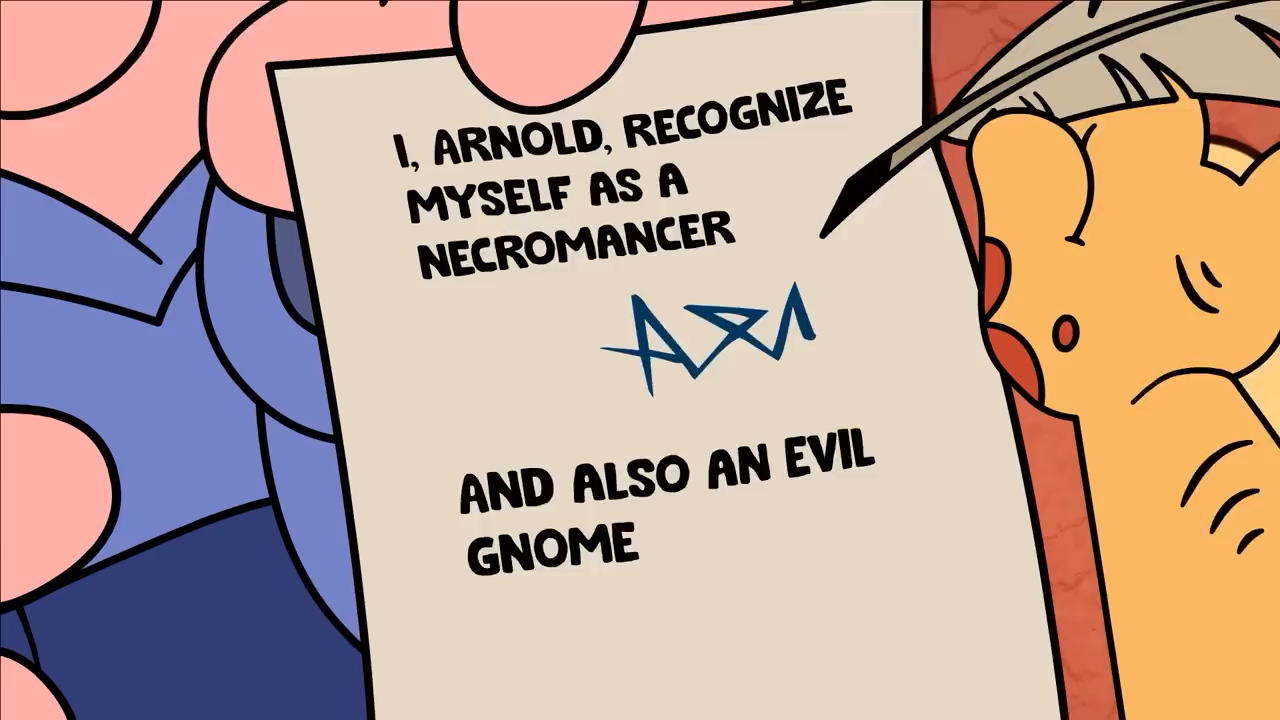 I, ARNOLD, RECOGNIZE
MYSELF AS A
NECROMANCER
AND ALSO AN EVIL
GNOME